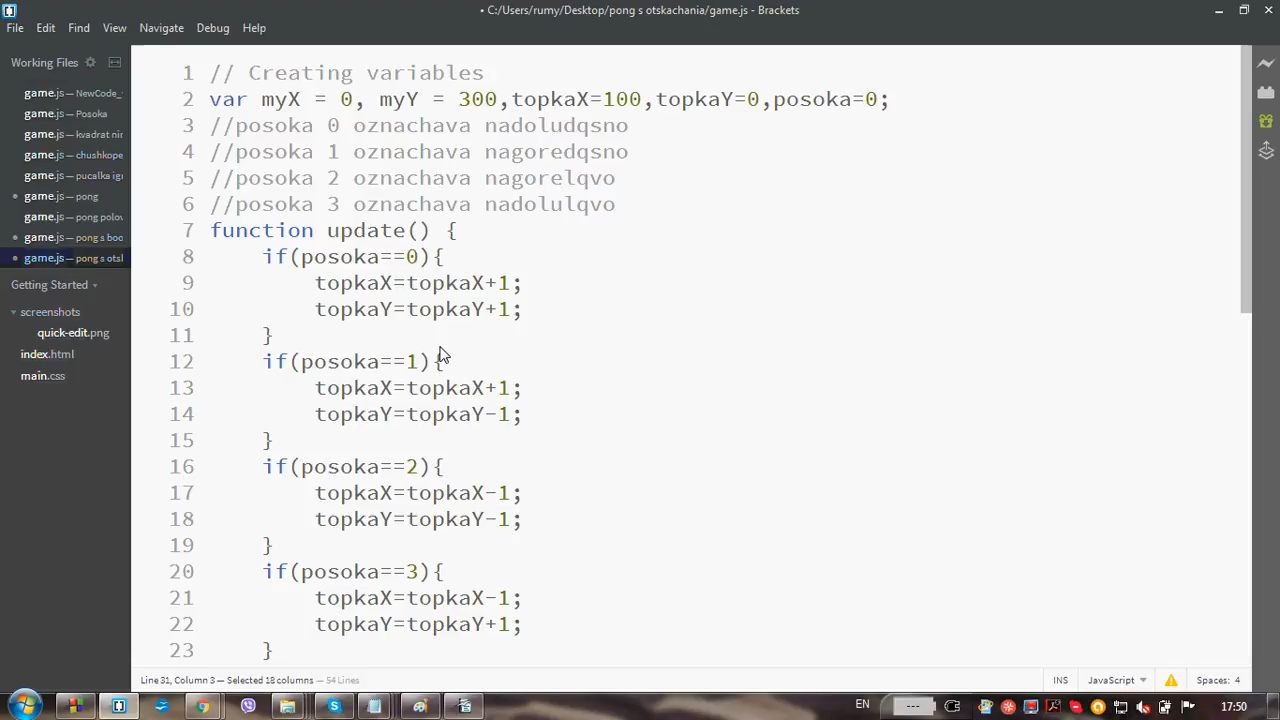 C:/Users/rumy/Desktop/pong s otskachania/game.js - Brackets
File Edit Find View Navigate Debug Help
Working Files
game.js — NewCode_
game.js — Posoka
game.js — kvadrat nir
game.js — chushkope
game.js — pucalka igr
game.js — pong
game.js — pong polov
game.js — pong s boo
game.js — pong s otsl
Getting Started
screenshots
quick-edit.png
index.html
main.css
1 // Creating variables
2 var myX = 0, myY = 300,topkaX=100,topkaY=0,posoka=0;
3 //posoka 0 oznachava nadoludqsno
4 //posoka 1 oznachava nagoredqsno
5 //posoka 2 oznachava nagorelqvo
6 //posoka 3 oznachava nadolulqvo
7 function update() {
8 if(posoka==0){
9 topkaX=topkaX+1;
10 topkaY=topkaY+1;
11 }
12 if(posoka==1){
13 topkaX=topkaX+1;
14 topkaY=topkaY-1;
15 }
16 if(posoka==2){
17 topkaX=topkaX-1;
18 topkaY=topkaY-1;
19 }
20 if(posoka==3){
21 topkaX=topkaX-1;
22 topkaY=topkaY+1;
23 }
Line 31, Column 3 — Selected 18 columns — 54 Lines
INS JavaScript Spaces: 4
EN 17:50